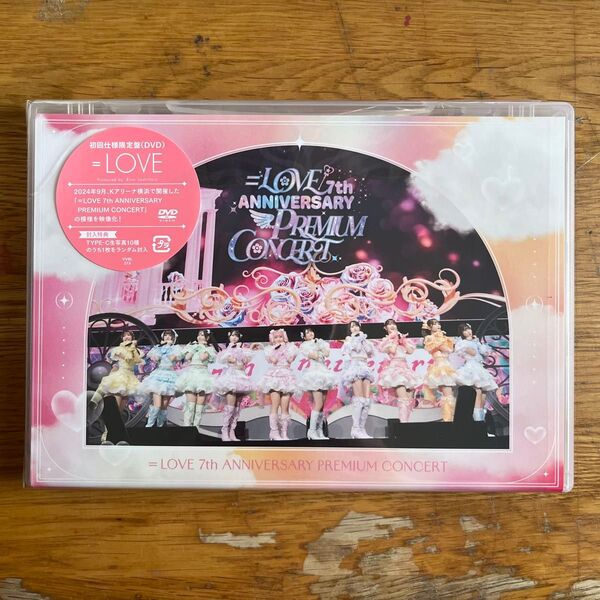 初回仕様限定盤(DVD)
=LOVE
Produced by Rino Sashihara
2024年9月、Kアリーナ横浜で開催した
「=LOVE 7th ANNIVERSARY
PREMIUM CONCERT」
の模様を映像化!
DVD
封入特典
TYPE-C生写真10種
のうち1枚をランダム封入
=LOVE 7th
ANNIVERSARY
PREMIUM
CONCERT
=LOVE 7th ANNIVERSARY PREMIUM CONCERT